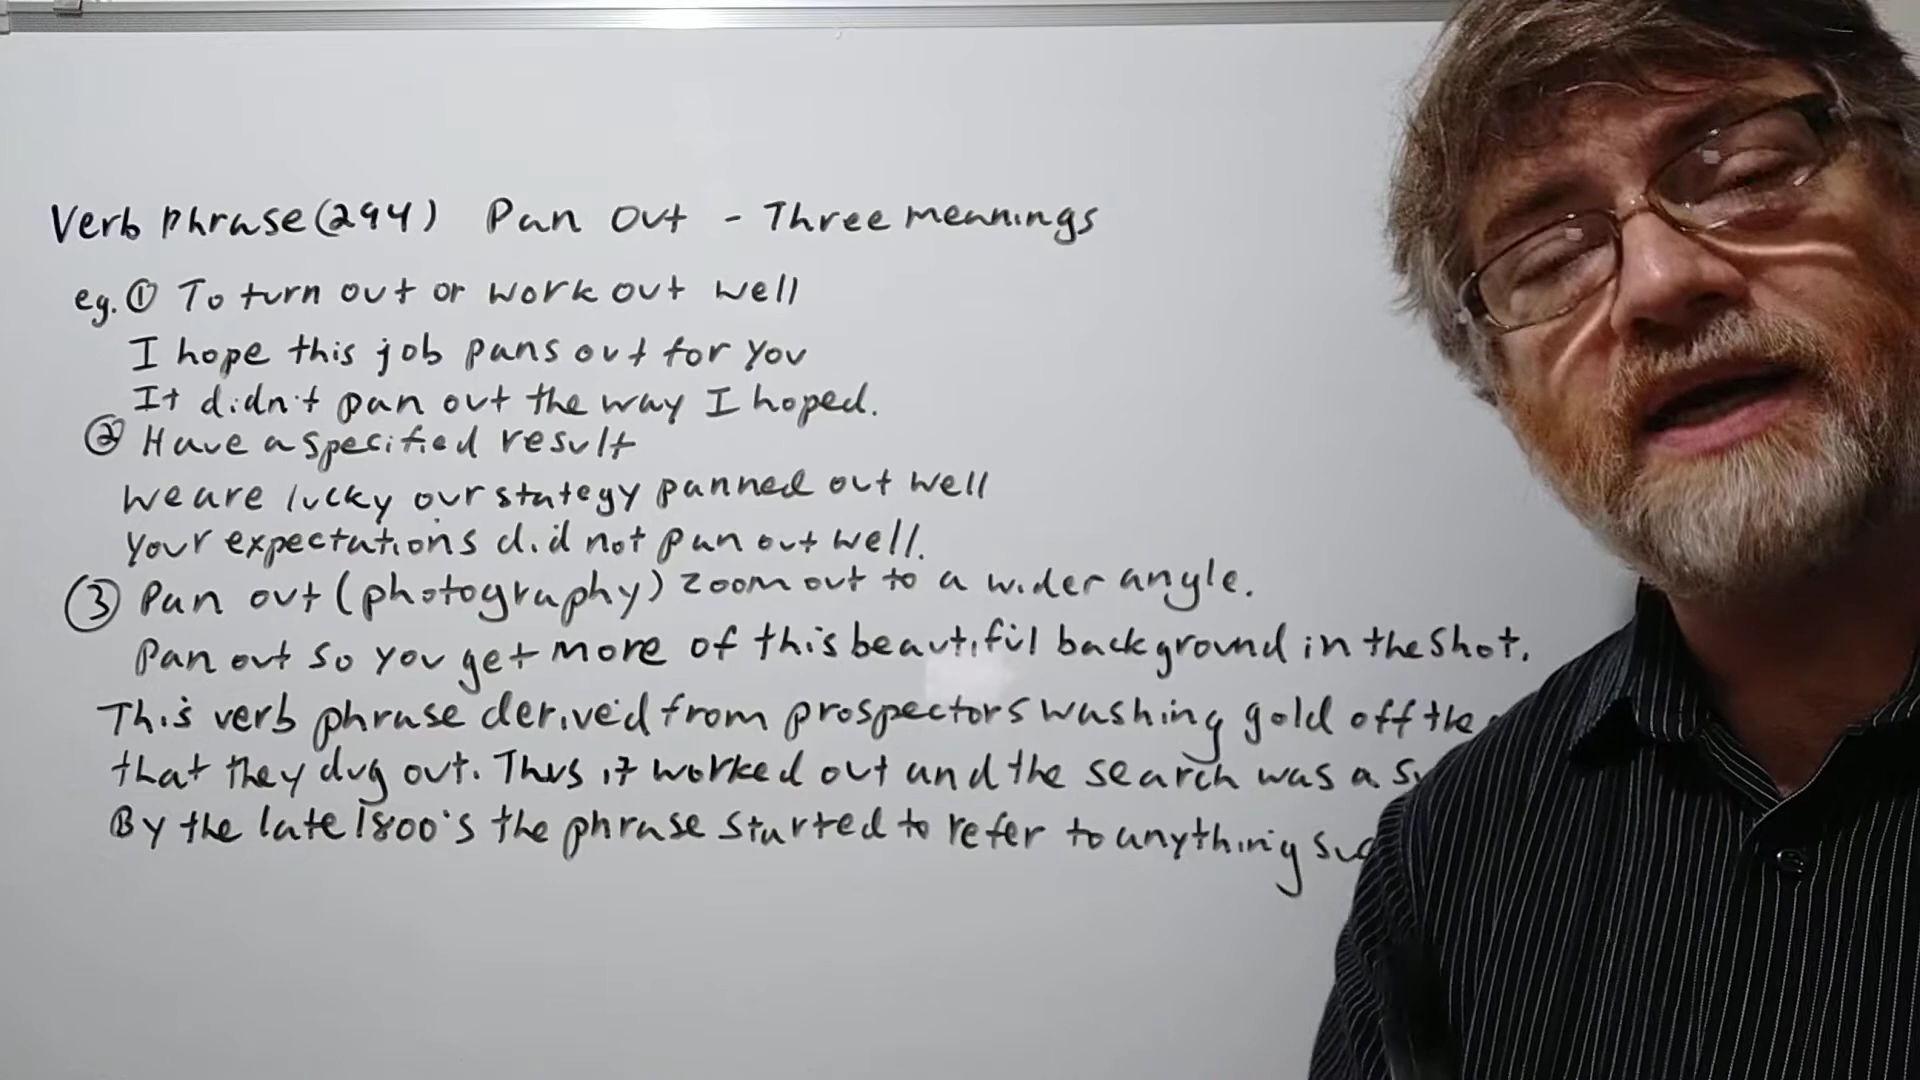 Verb Phrase (294) Pan Out - Three meanings
eg. ① To turn out or work out well
I hope this job pans out for you
It didn't pan out the way I hoped.
② Have a specified result
we are lucky our stategy panned out well
your expectations did not pan out well.
③ Pan out (photography) zoom out to a wider angle.
Pan out so you get more of this beautiful background in the shot.
This verb phrase derived from prospectors washing gold off the
that they dug out. Thus it worked out and the search was a
By the late 1800's the phrase started to refer to anything